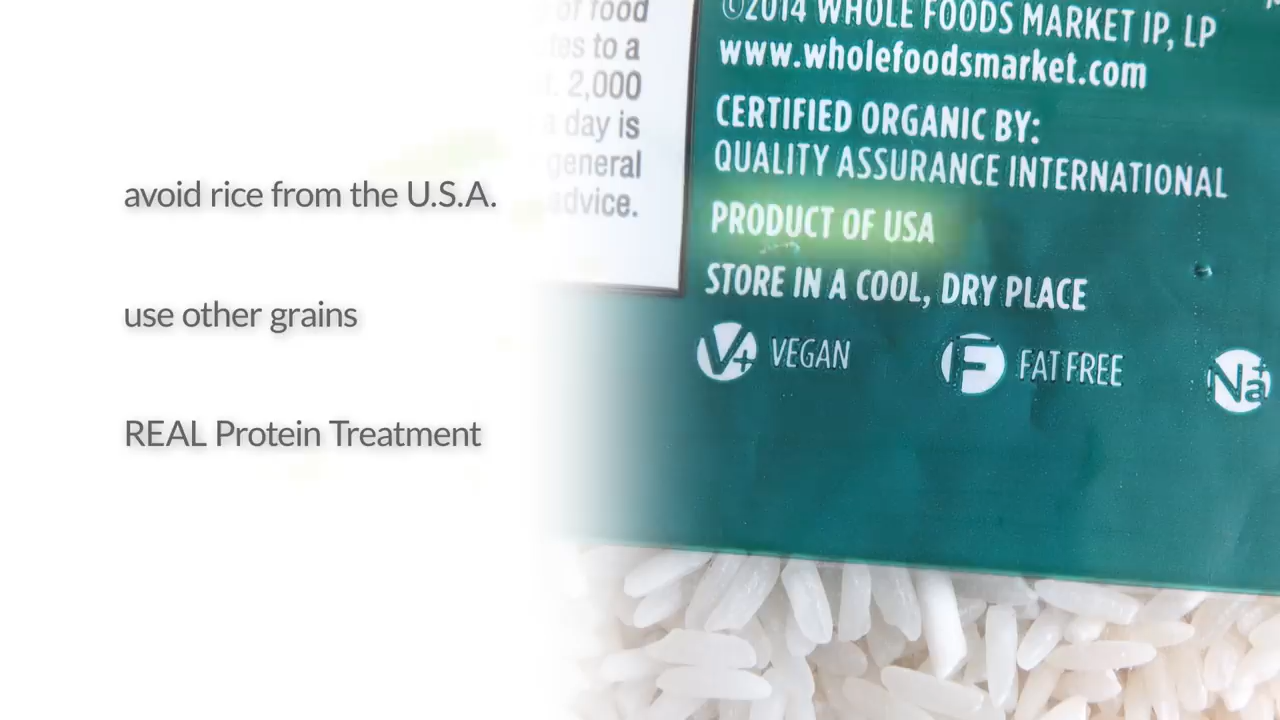 avoid rice from the U.S.A.
use other grains
REAL Protein Treatment
of food
to a
2,000
a day is
general
advice.
©2014 WHOLE FOODS MARKET IP, LP
www.wholefoodsmarket.com
CERTIFIED ORGANIC BY:
QUALITY ASSURANCE INTERNATIONAL
PRODUCT OF USA
STORE IN A COOL, DRY PLACE
V+ VEGAN
F FAT FREE
Na+